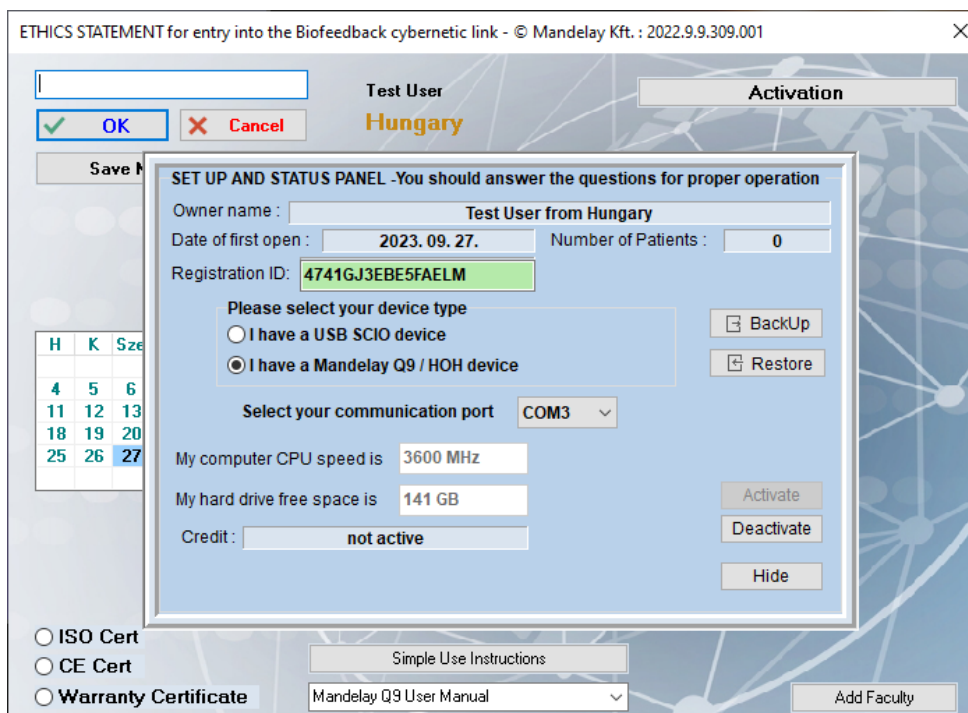 ETHICS STATEMENT for entry into the Biofeedback cybernetic link - © Mandelay Kft. : 2022.9.9.309.001
Test User
Activation
OK
Cancel
Hungary
Save
SET UP AND STATUS PANEL -You should answer the questions for proper operation
Owner name :
Test User from Hungary
Date of first open :
2023. 09. 27.
Number of Patients :
0
Registration ID:
4741GJ3EBE5FAELM
Please select your device type
I have a USB SCIO device
BackUp
I have a Mandelay Q9 / HOH device
Restore
H K Sze
4 5 6
11 12 13
18 19 20
25 26 27
Select your communication port
COM3
My computer CPU speed is
3600 MHz
My hard drive free space is
141 GB
Activate
Credit :
not active
Deactivate
Hide
ISO Cert
CE Cert
Simple Use Instructions
Warranty Certificate
Mandelay Q9 User Manual
Add Faculty